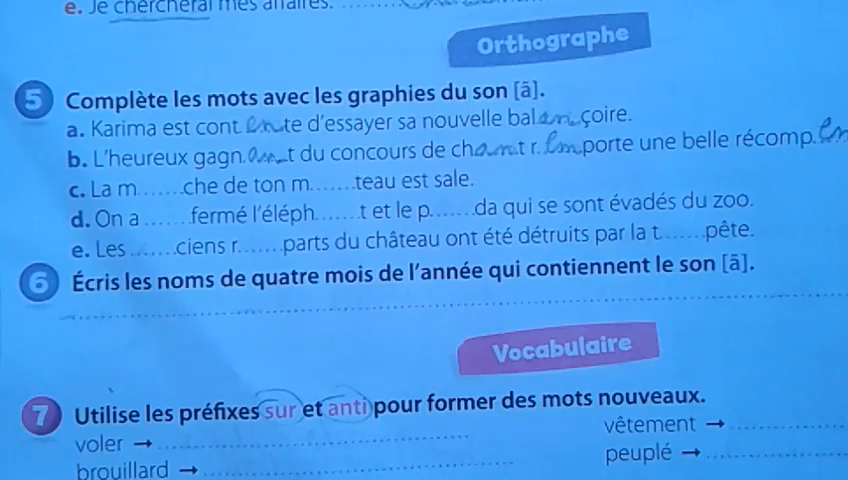 e. Je chercherai mes affaires.
Orthographe
5 Complète les mots avec les graphies du son [ã].
a. Karima est cont en te d'essayer sa nouvelle bal an çoire.
b. L'heureux gagn. an t du concours de ch an t r. em porte une belle récomp. en
c. La m.......che de ton m.......teau est sale.
d. On a .......fermé l'éléph.......t et le p.......da qui se sont évadés du zoo.
e. Les .......ciens r.......parts du château ont été détruits par la t.......pête.
6 Écris les noms de quatre mois de l'année qui contiennent le son [ã].
Vocabulaire
7 Utilise les préfixes sur et anti pour former des mots nouveaux.
voler → ....... vêtement → .......
brouillard → ....... peuplé → .......